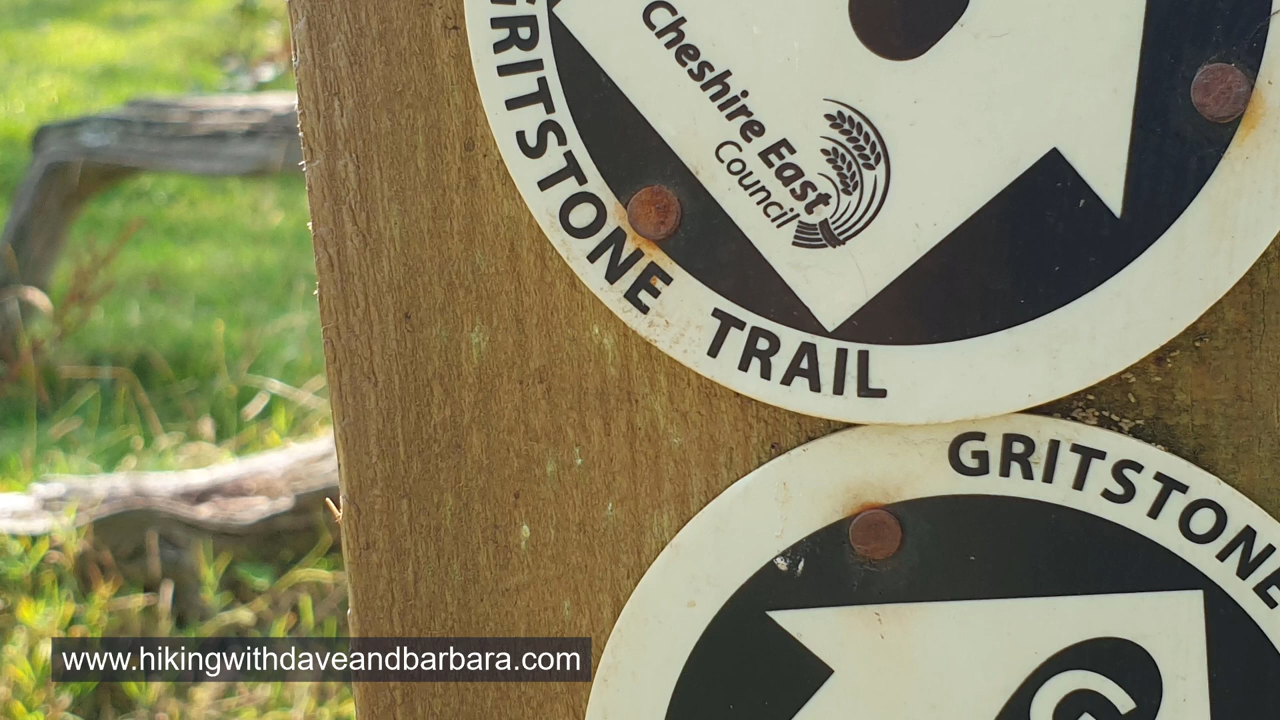 Cheshire East
Council
GRITSTONE TRAIL
GRITSTONE
G
www.hikingwithdaveandbarbara.com